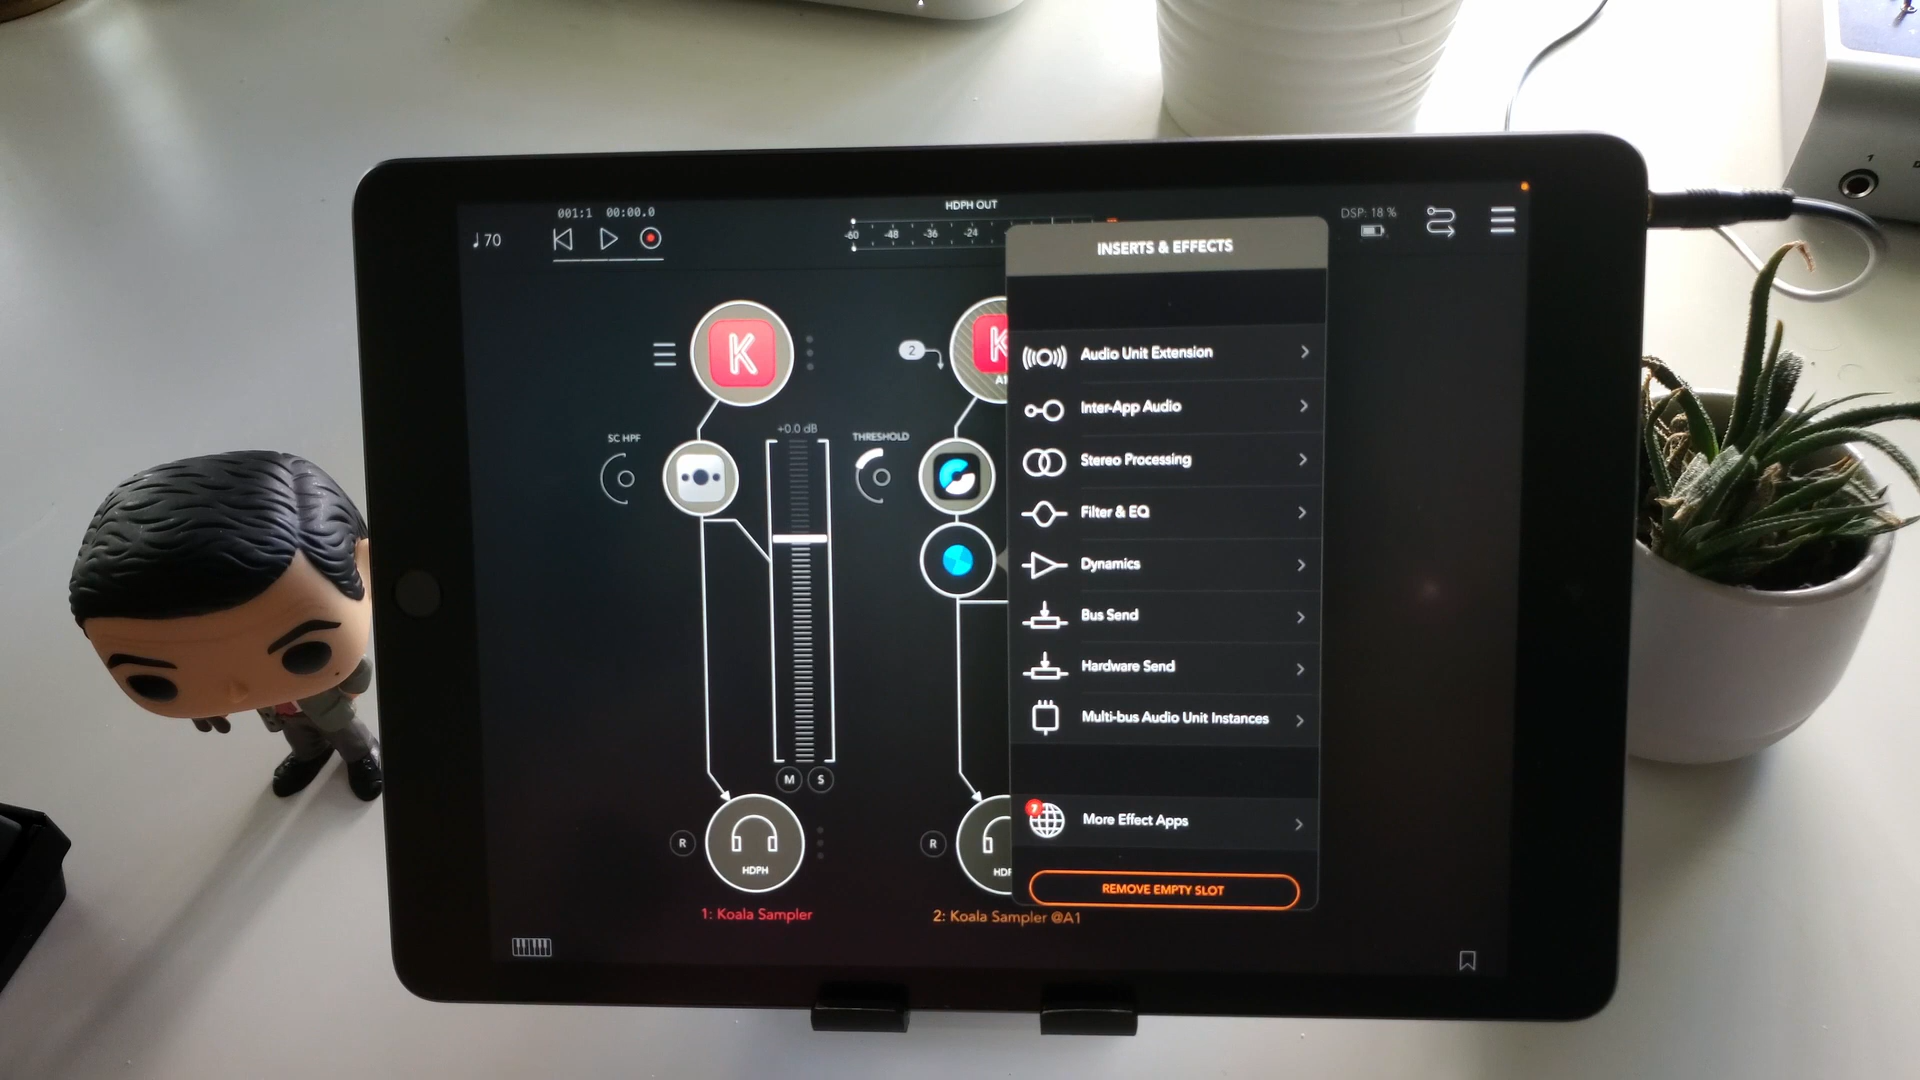 HDPH OUT
001:1 00:00.0
DSP: 18 %
70
-60 -48 -36 -24
INSERTS & EFFECTS
K
K
2
A1
Audio Unit Extension
Inter-App Audio
+0.0 dB
SC HPF
THRESHOLD
Stereo Processing
Filter & EQ
Dynamics
Bus Send
Hardware Send
Multi-bus Audio Unit Instances
M S
More Effect Apps
R
R
HDPH
REMOVE EMPTY SLOT
1: Koala Sampler
2: Koala Sampler @A1
1